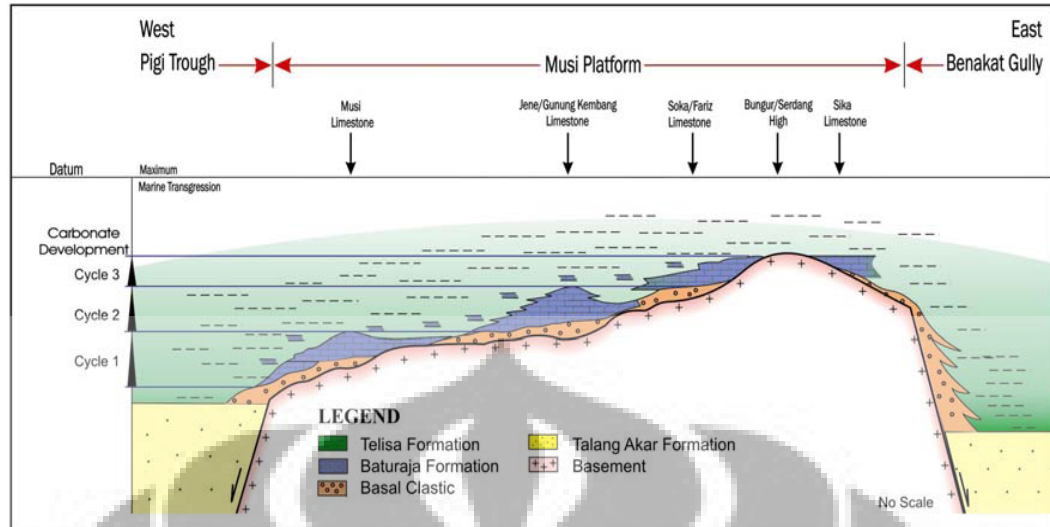 West
East
Pigi Trough
Musi Platform
Benakat Gully
Musi
Limestone
Jene/Gunung Kembang
Limestone
Soka/Fariz
Limestone
Bungur/Serdang
High
Sika
Limestone
Datum
Maximum
Marine Transgression
Carbonate
Development
Cycle 3
Cycle 2
Cycle 1
LEGEND
Telisa Formation
Baturaja Formation
Basal Clastic
Talang Akar Formation
Basement
No Scale